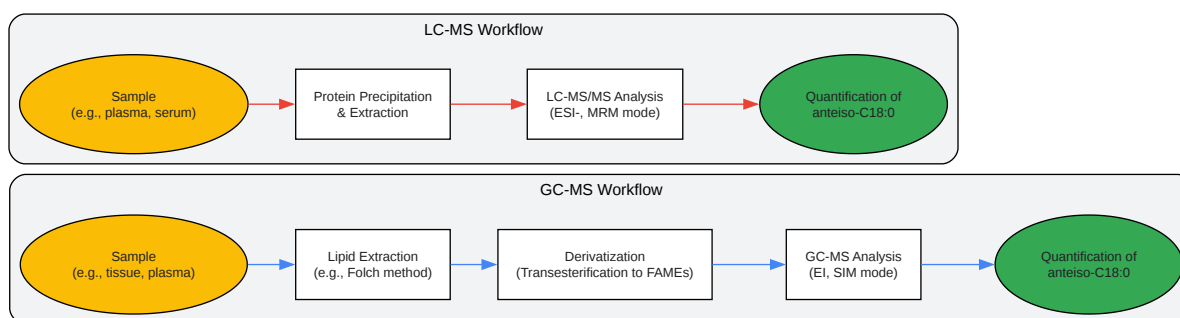 LC-MS Workflow
Sample
(e.g., plasma, serum)
Protein Precipitation
& Extraction
LC-MS/MS Analysis
(ESI-, MRM mode)
Quantification of
anteiso-C18:0
GC-MS Workflow
Sample
(e.g., tissue, plasma)
Lipid Extraction
(e.g., Folch method)
Derivatization
(Transesterification to FAMEs)
GC-MS Analysis
(EI, SIM mode)
Quantification of
anteiso-C18:0